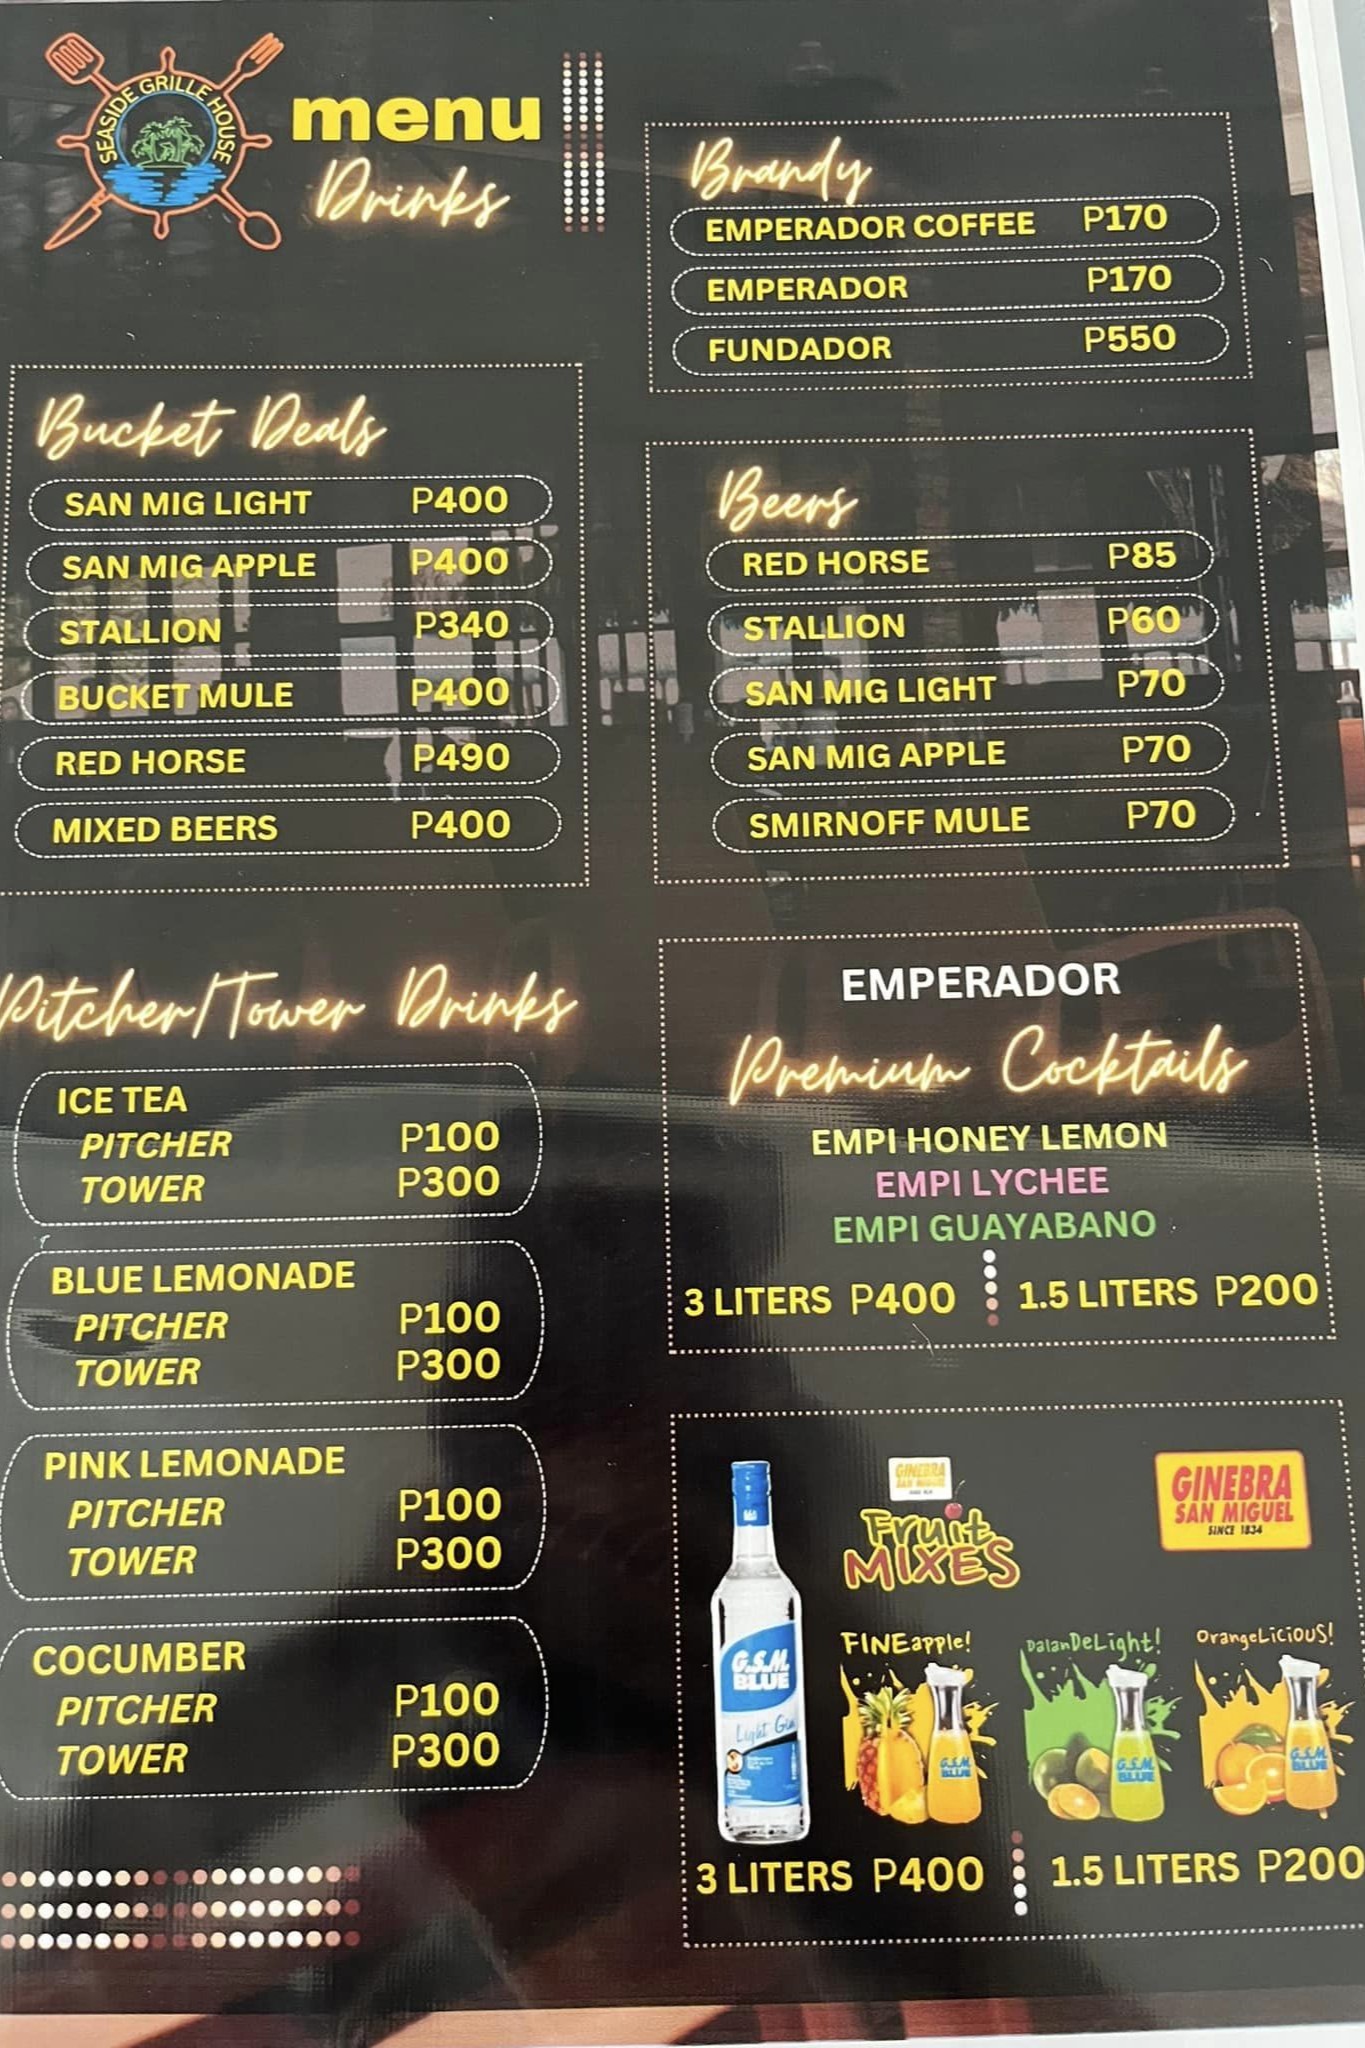 SEASIDE GRILLE HOUSE
menu
Drinks
Brandy
EMPERADOR COFFEE P170
EMPERADOR P170
FUNDADOR P550
Bucket Deals
SAN MIG LIGHT P400
SAN MIG APPLE P400
STALLION P340
BUCKET MULE P400
RED HORSE P490
MIXED BEERS P400
Beers
RED HORSE P85
STALLION P60
SAN MIG LIGHT P70
SAN MIG APPLE P70
SMIRNOFF MULE P70
Pitcher/Tower Drinks
ICE TEA
PITCHER P100
TOWER P300
BLUE LEMONADE
PITCHER P100
TOWER P300
PINK LEMONADE
PITCHER P100
TOWER P300
COCUMBER
PITCHER P100
TOWER P300
EMPERADOR
Premium Cocktails
EMPI HONEY LEMON
EMPI LYCHEE
EMPI GUAYABANO
3 LITERS P400 1.5 LITERS P200
GINEBRA
SAN MIGUEL
Fruit
MIXES
GINEBRA
SAN MIGUEL
SINCE 1834
G.S.M.
BLUE
Light Gin
FINEapple!
DalanDeLight!
OrangeLicious!
G.S.M.
BLUE
G.S.M.
BLUE
G.S.M.
BLUE
3 LITERS P400 1.5 LITERS P200